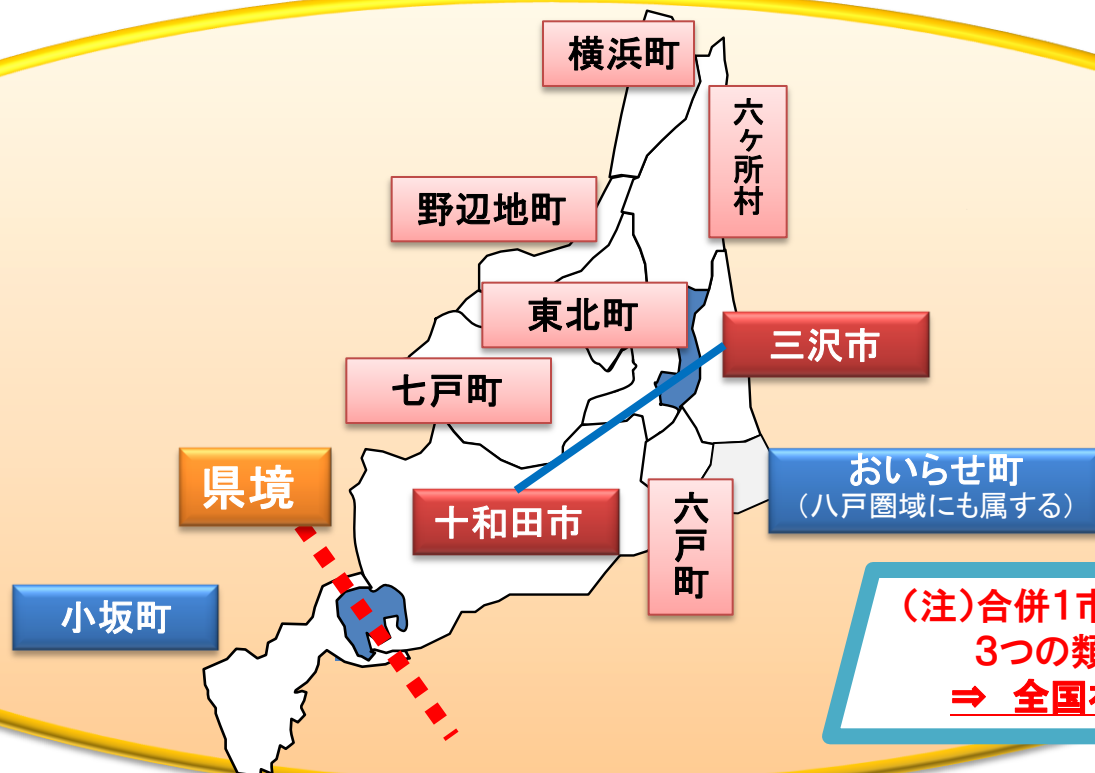 横浜町
六ヶ所村
野辺地町
東北町
三沢市
七戸町
県境
十和田市
六戸町
おいらせ町
(八戸圏域にも属する)
小坂町
(注)合併1市
3つの類
⇒ 全国